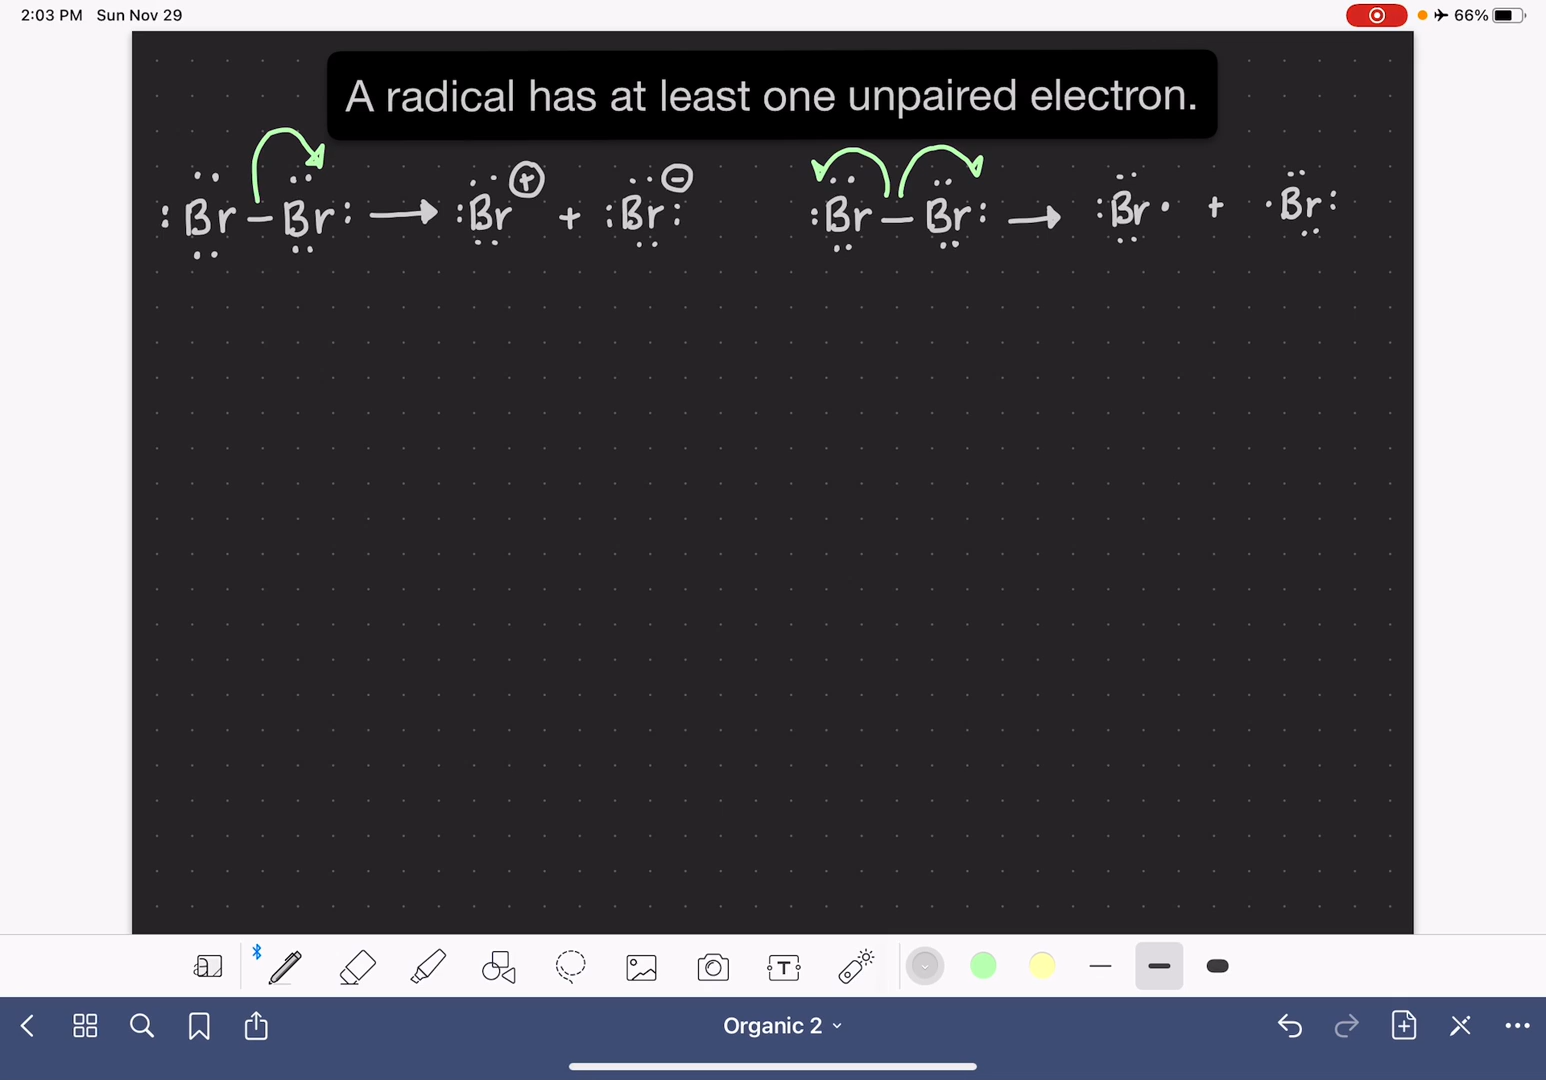 2:03 PM Sun Nov 29
66%
A radical has at least one unpaired electron.
:Br–Br: → :Br ⊕ + :Br: ⊖
:Br–Br: → :Br· + ·Br:
T
Organic 2